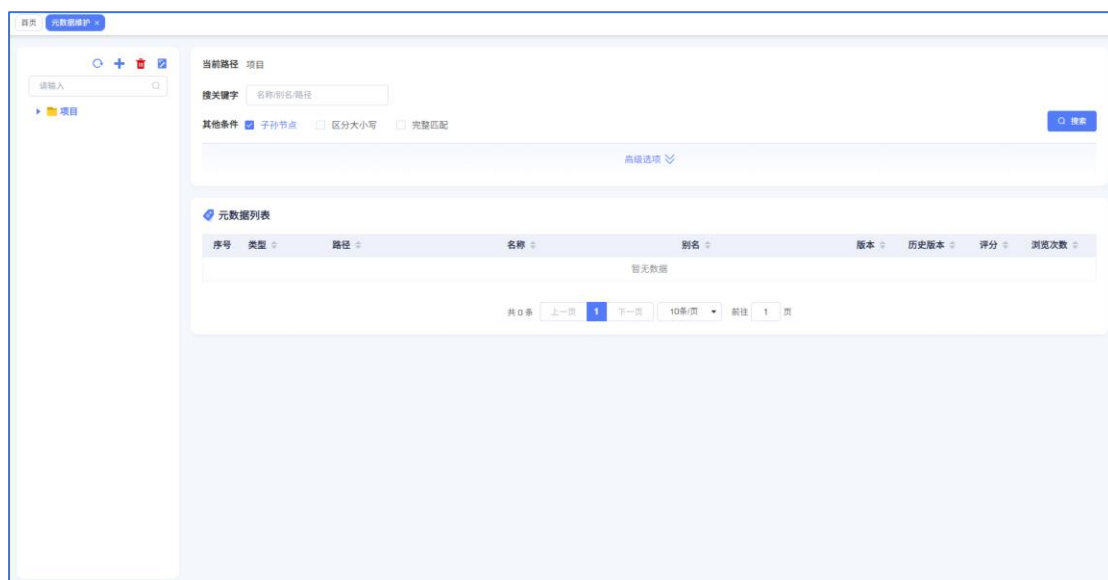 首页 元数据维护 ×
请输入
项目
当前路径 项目
搜关键字 名称/别名/路径
其他条件 子孙节点 区分大小写 完整匹配
搜索
高级选项
元数据列表
序号 类型 路径 名称 别名 版本 历史版本 评分 浏览次数
暂无数据
共 0 条 上一页 1 下一页 10条/页 前往 1 页